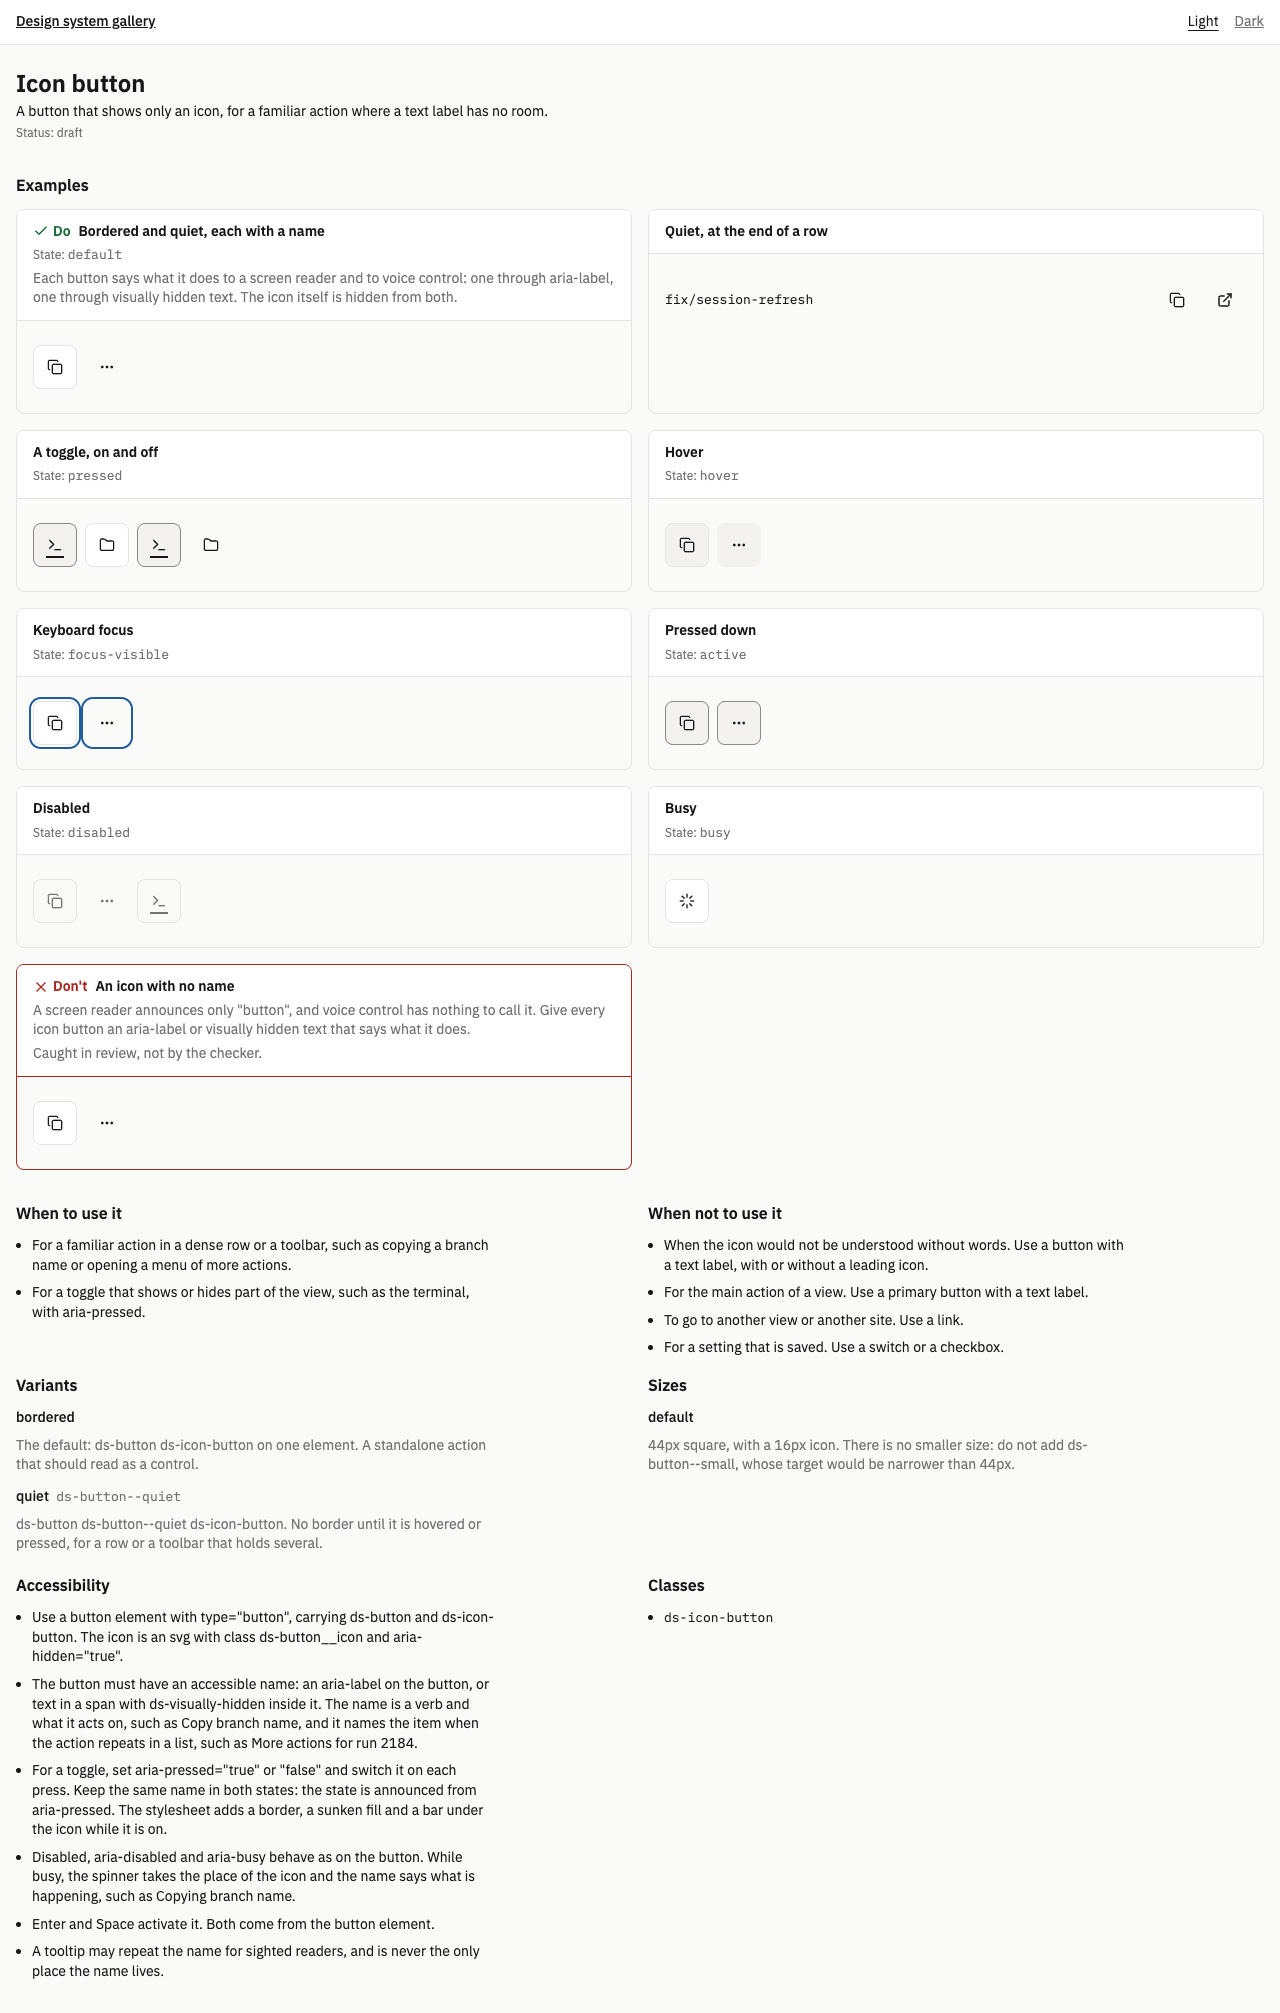 Design system gallery
Light
Dark
Icon button
A button that shows only an icon, for a familiar action where a text label has no room.
Status: draft
Examples
Do Bordered and quiet, each with a name
State: default
Each button says what it does to a screen reader and to voice control: one through aria-label,
one through visually hidden text. The icon itself is hidden from both.
Quiet, at the end of a row
fix/session-refresh
A toggle, on and off
State: pressed
Hover
State: hover
Keyboard focus
State: focus-visible
Pressed down
State: active
Disabled
State: disabled
Busy
State: busy
Don't An icon with no name
A screen reader announces only "button", and voice control has nothing to call it. Give every
icon button an aria-label or visually hidden text that says what it does.
Caught in review, not by the checker.
When to use it
For a familiar action in a dense row or a toolbar, such as copying a branch
name or opening a menu of more actions.
For a toggle that shows or hides part of the view, such as the terminal,
with aria-pressed.
When not to use it
When the icon would not be understood without words. Use a button with
a text label, with or without a leading icon.
For the main action of a view. Use a primary button with a text label.
To go to another view or another site. Use a link.
For a setting that is saved. Use a switch or a checkbox.
Variants
bordered
The default: ds-button ds-icon-button on one element. A standalone action
that should read as a control.
quiet ds-button--quiet
ds-button ds-button--quiet ds-icon-button. No border until it is hovered or
pressed, for a row or a toolbar that holds several.
Sizes
default
44px square, with a 16px icon. There is no smaller size: do not add ds-
button--small, whose target would be narrower than 44px.
Accessibility
Use a button element with type="button", carrying ds-button and ds-icon-
button. The icon is an svg with class ds-button__icon and aria-
hidden="true".
The button must have an accessible name: an aria-label on the button, or
text in a span with ds-visually-hidden inside it. The name is a verb and
what it acts on, such as Copy branch name, and it names the item when
the action repeats in a list, such as More actions for run 2184.
For a toggle, set aria-pressed="true" or "false" and switch it on each
press. Keep the same name in both states: the state is announced from
aria-pressed. The stylesheet adds a border, a sunken fill and a bar under
the icon while it is on.
Disabled, aria-disabled and aria-busy behave as on the button. While
busy, the spinner takes the place of the icon and the name says what is
happening, such as Copying branch name.
Enter and Space activate it. Both come from the button element.
A tooltip may repeat the name for sighted readers, and is never the only
place the name lives.
Classes
ds-icon-button